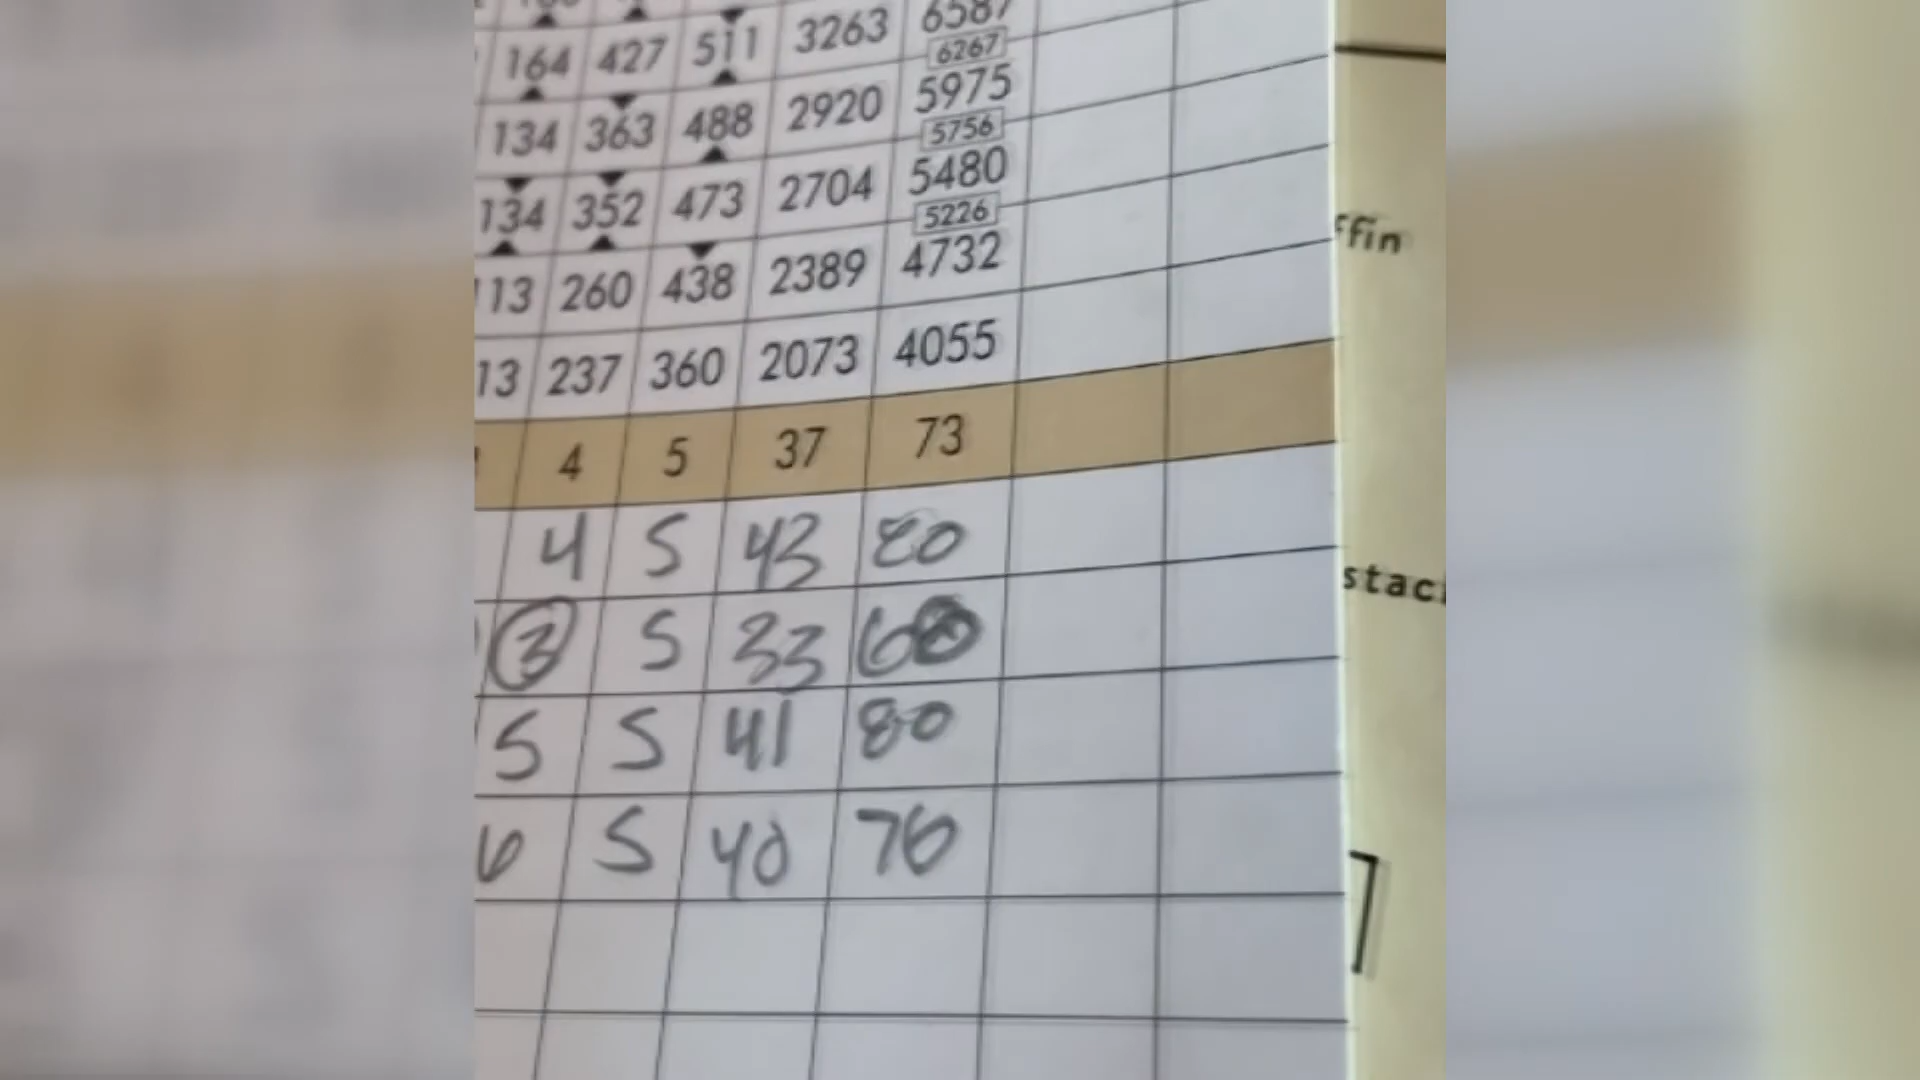 164 427 511 3263 6587
6267
134 363 488 2920 5975
5756
134 352 473 2704 5480
5226
113 260 438 2389 4732
13 237 360 2073 4055
4 5 37 73
4 5 43 80
3 5 33
5 5 41 80
6 5 40 76
ffin
stac